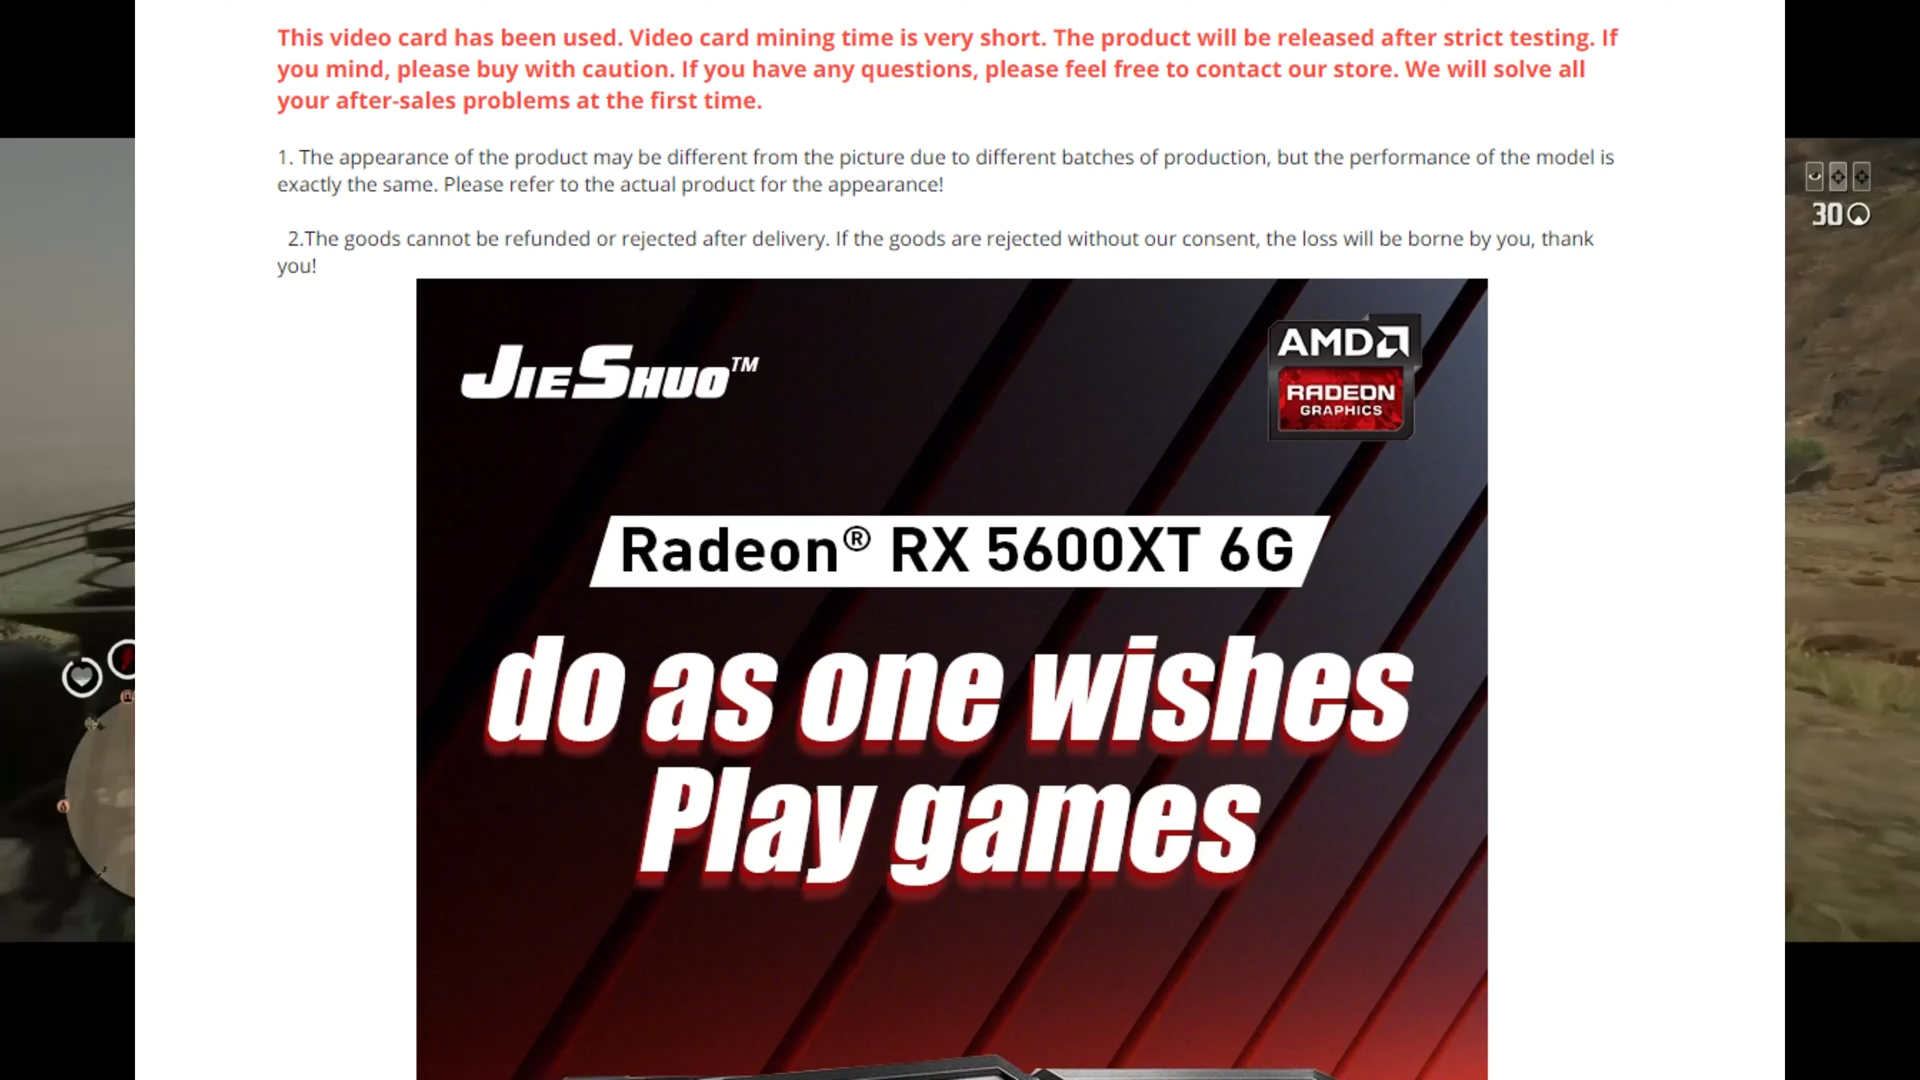 This video card has been used. Video card mining time is very short. The product will be released after strict testing. If
you mind, please buy with caution. If you have any questions, please feel free to contact our store. We will solve all
your after-sales problems at the first time.
1. The appearance of the product may be different from the picture due to different batches of production, but the performance of the model is
exactly the same. Please refer to the actual product for the appearance!
2.The goods cannot be refunded or rejected after delivery. If the goods are rejected without our consent, the loss will be borne by you, thank
you!
30
JIESHUO™
AMD
RADEON
GRAPHICS
Radeon® RX 5600XT 6G
do as one wishes
Play games